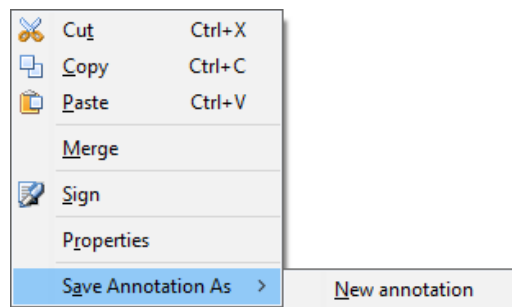 Cut Ctrl+X
Copy Ctrl+C
Paste Ctrl+V
Merge
Sign
Properties
Save Annotation As >
New annotation